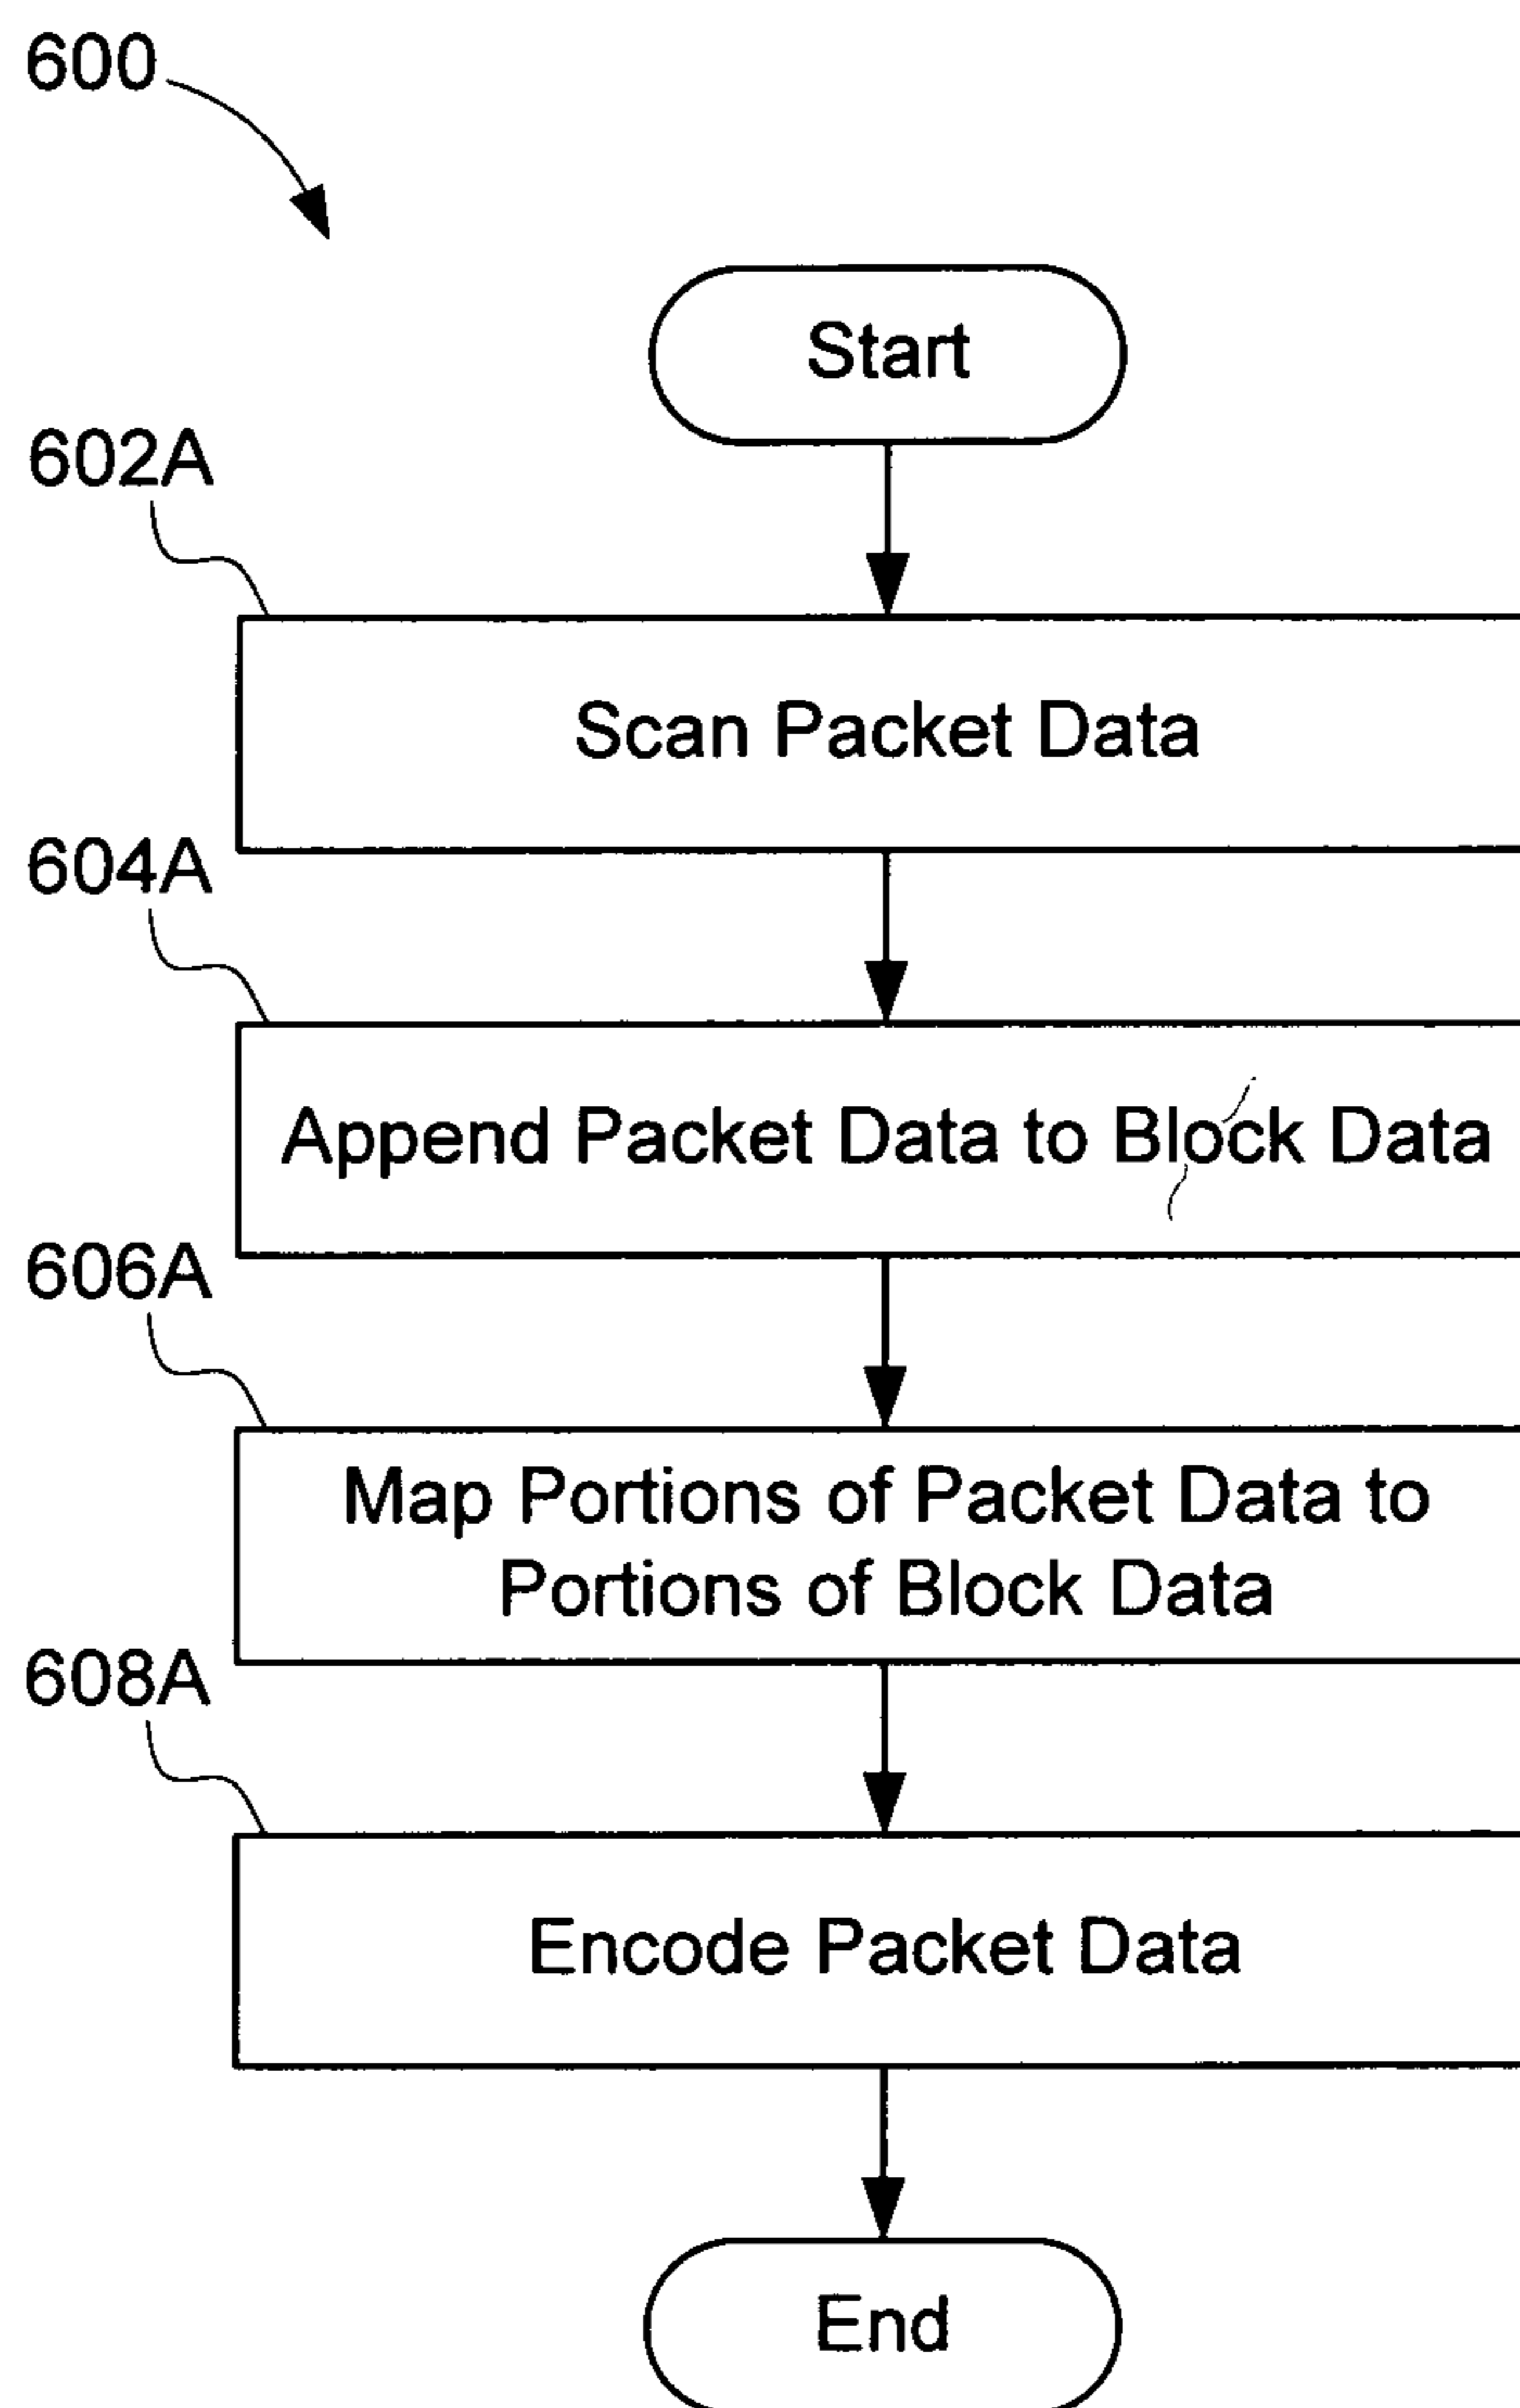 600
Start
602A
Scan Packet Data
604A
Append Packet Data to Block Data
606A
Map Portions of Packet Data to
Portions of Block Data
608A
Encode Packet Data
End